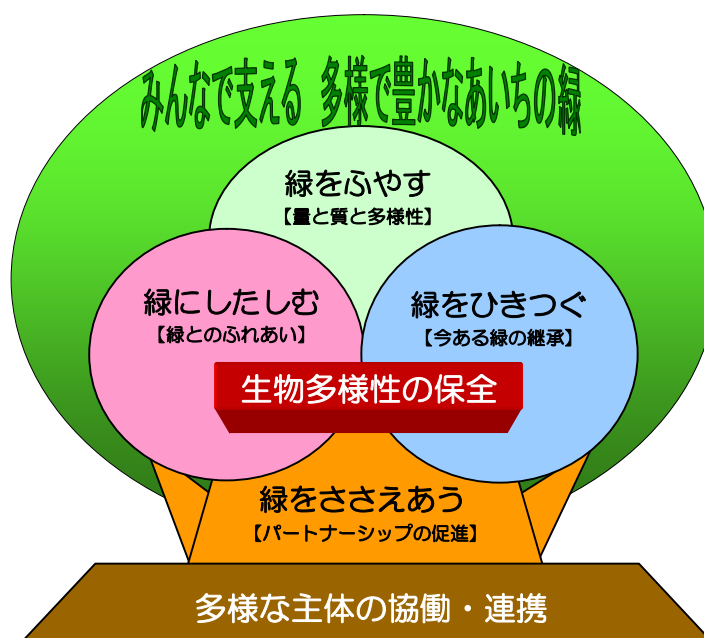 みんなで支える 多様で豊かなあいちの緑
緑をふやす
【量と質と多様性】
緑にしたしむ
【緑とのふれあい】
緑をひきつぐ
【今ある緑の継承】
生物多様性の保全
緑をささえあう
【パートナーシップの促進】
多様な主体の協働・連携